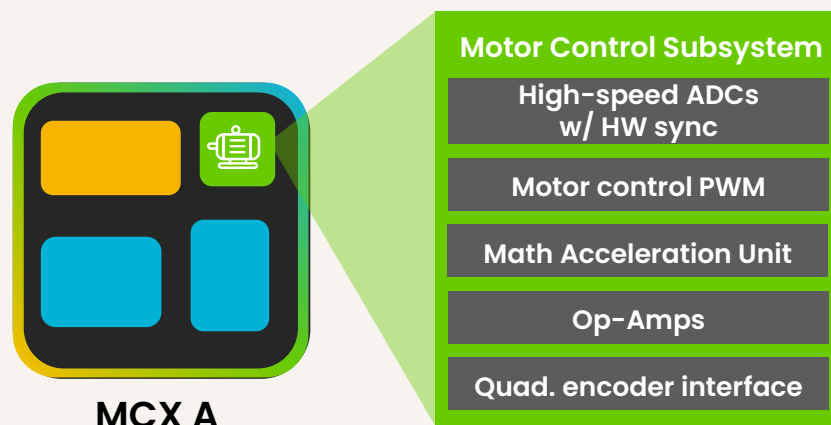 Motor Control Subsystem
High-speed ADCs
w/ HW sync
Motor control PWM
Math Acceleration Unit
Op-Amps
Quad. encoder interface
MCX A